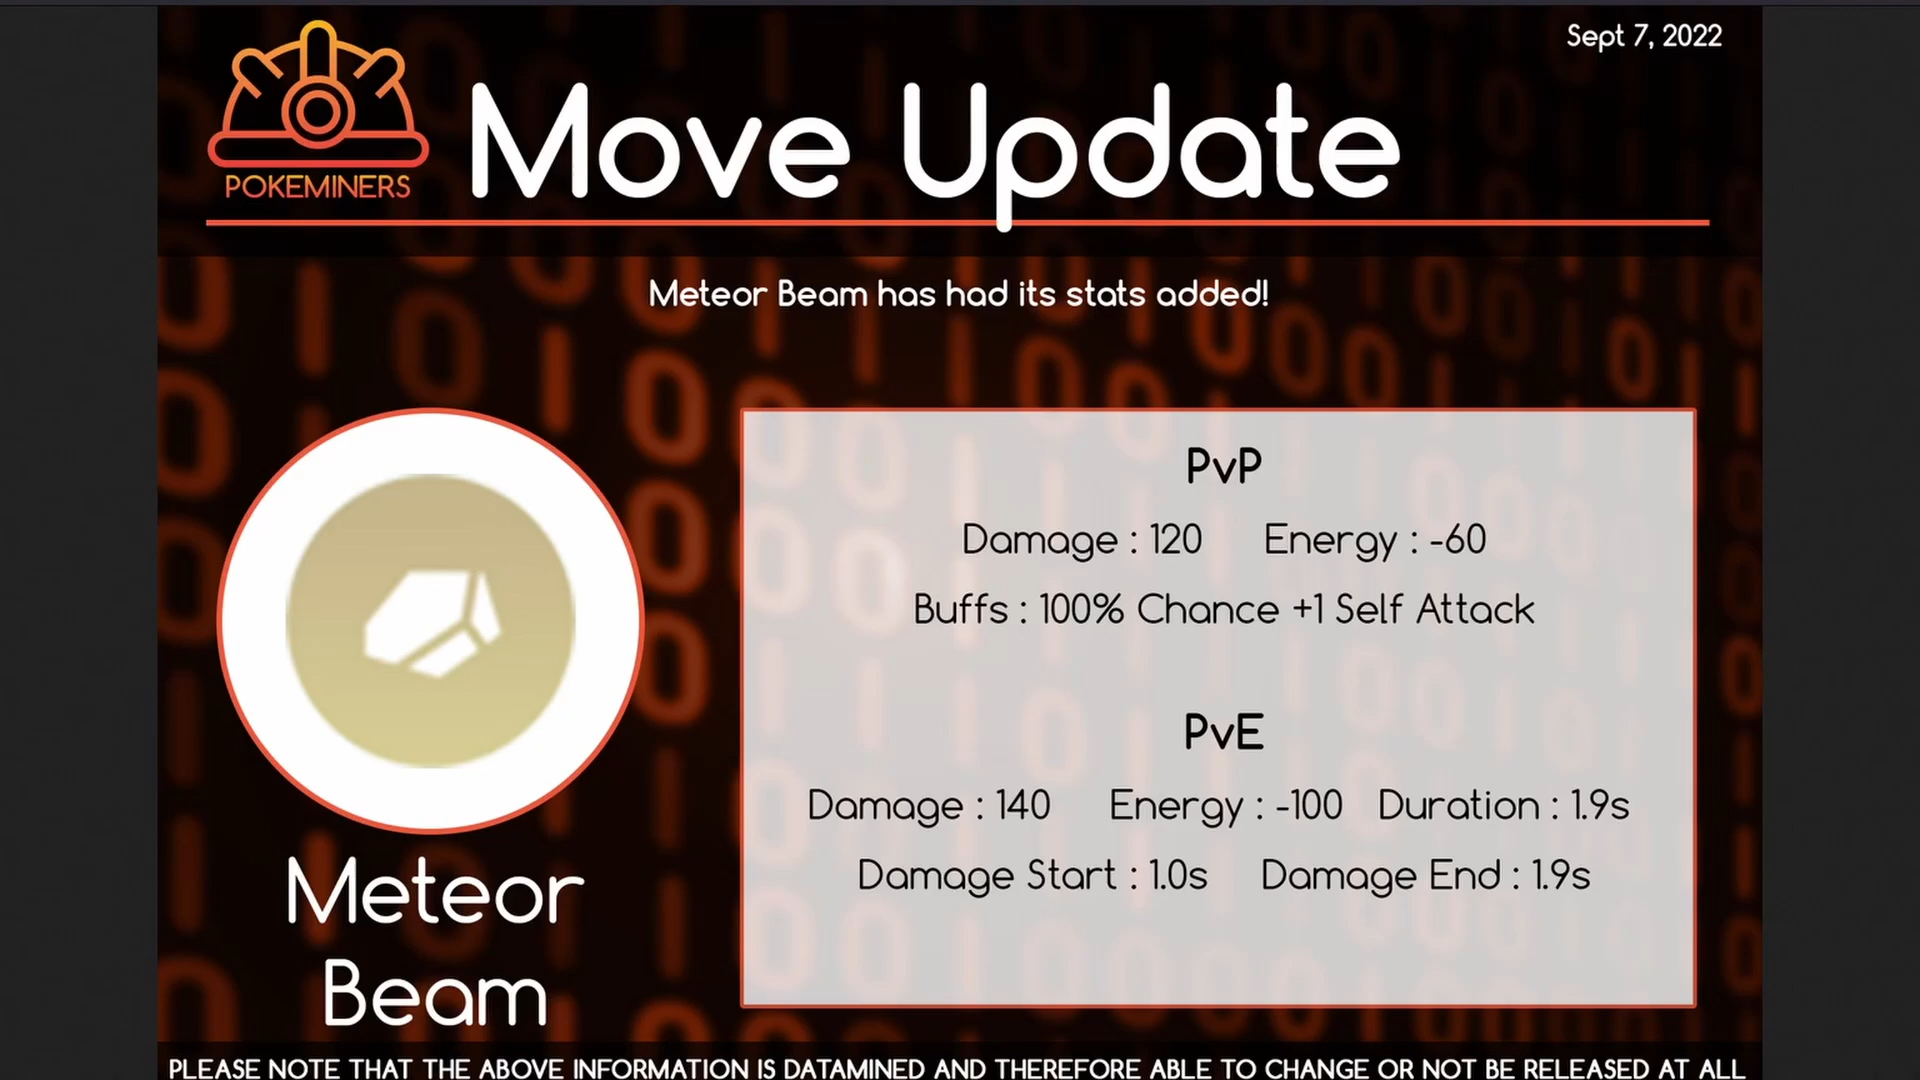 Sept 7, 2022
POKEMINERS
Move Update
Meteor Beam has had its stats added!
PvP
Damage : 120 Energy : -60
Buffs : 100% Chance +1 Self Attack
PvE
Damage : 140 Energy : -100 Duration : 1.9s
Damage Start : 1.0s Damage End : 1.9s
Meteor
Beam
PLEASE NOTE THAT THE ABOVE INFORMATION IS DATAMINED AND THEREFORE ABLE TO CHANGE OR NOT BE RELEASED AT ALL